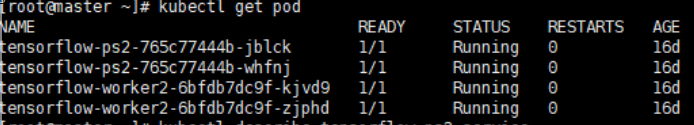 [root@master ~]# kubectl get pod
NAME READY STATUS RESTARTS AGE
tensorflow-ps2-765c77444b-jblck 1/1 Running 0 16d
tensorflow-ps2-765c77444b-whfnj 1/1 Running 0 16d
tensorflow-worker2-6bfdb7dc9f-kjvd9 1/1 Running 0 16d
tensorflow-worker2-6bfdb7dc9f-zjphd 1/1 Running 0 16d